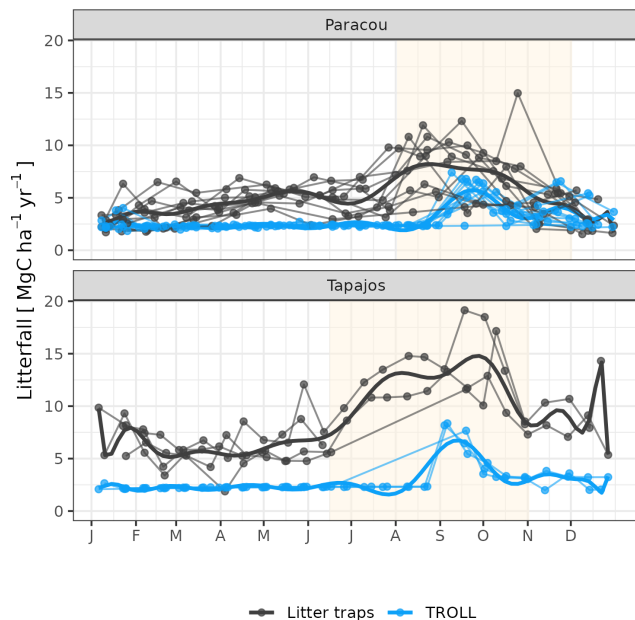 Paracou
20
15
10
5
0
Tapajos
20
15
10
5
0
Litterfall [ MgC ha⁻¹ yr⁻¹ ]
J F M A M J J A S O N D
Litter traps TROLL